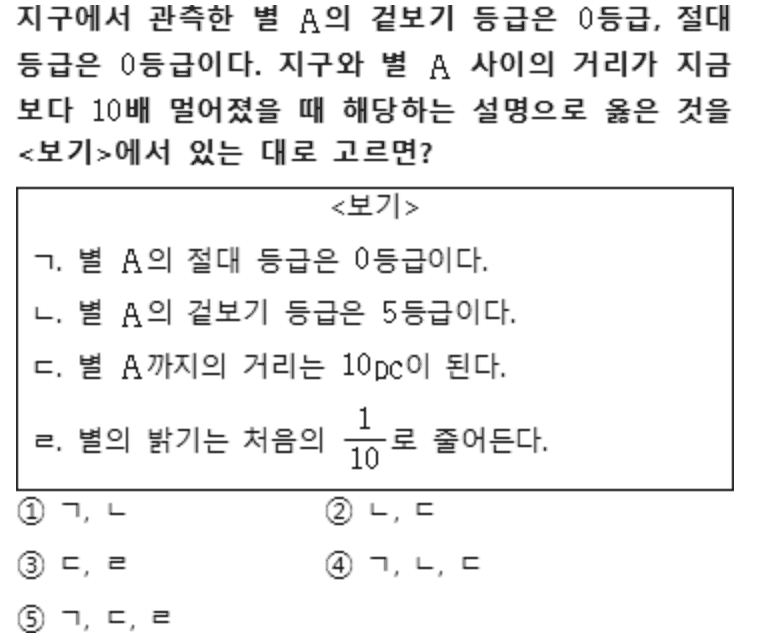 지구에서 관측한 별 A의 겉보기 등급은 0등급, 절대
등급은 0등급이다. 지구와 별 A 사이의 거리가 지금
보다 10배 멀어졌을 때 해당하는 설명으로 옳은 것을
<보기>에서 있는 대로 고르면?
<보기>
ㄱ. 별 A의 절대 등급은 0등급이다.
ㄴ. 별 A의 겉보기 등급은 5등급이다.
ㄷ. 별 A까지의 거리는 10pc이 된다.
ㄹ. 별의 밝기는 처음의 1/10로 줄어든다.
① ㄱ, ㄴ ② ㄴ, ㄷ
③ ㄷ, ㄹ ④ ㄱ, ㄴ, ㄷ
⑤ ㄱ, ㄷ, ㄹ